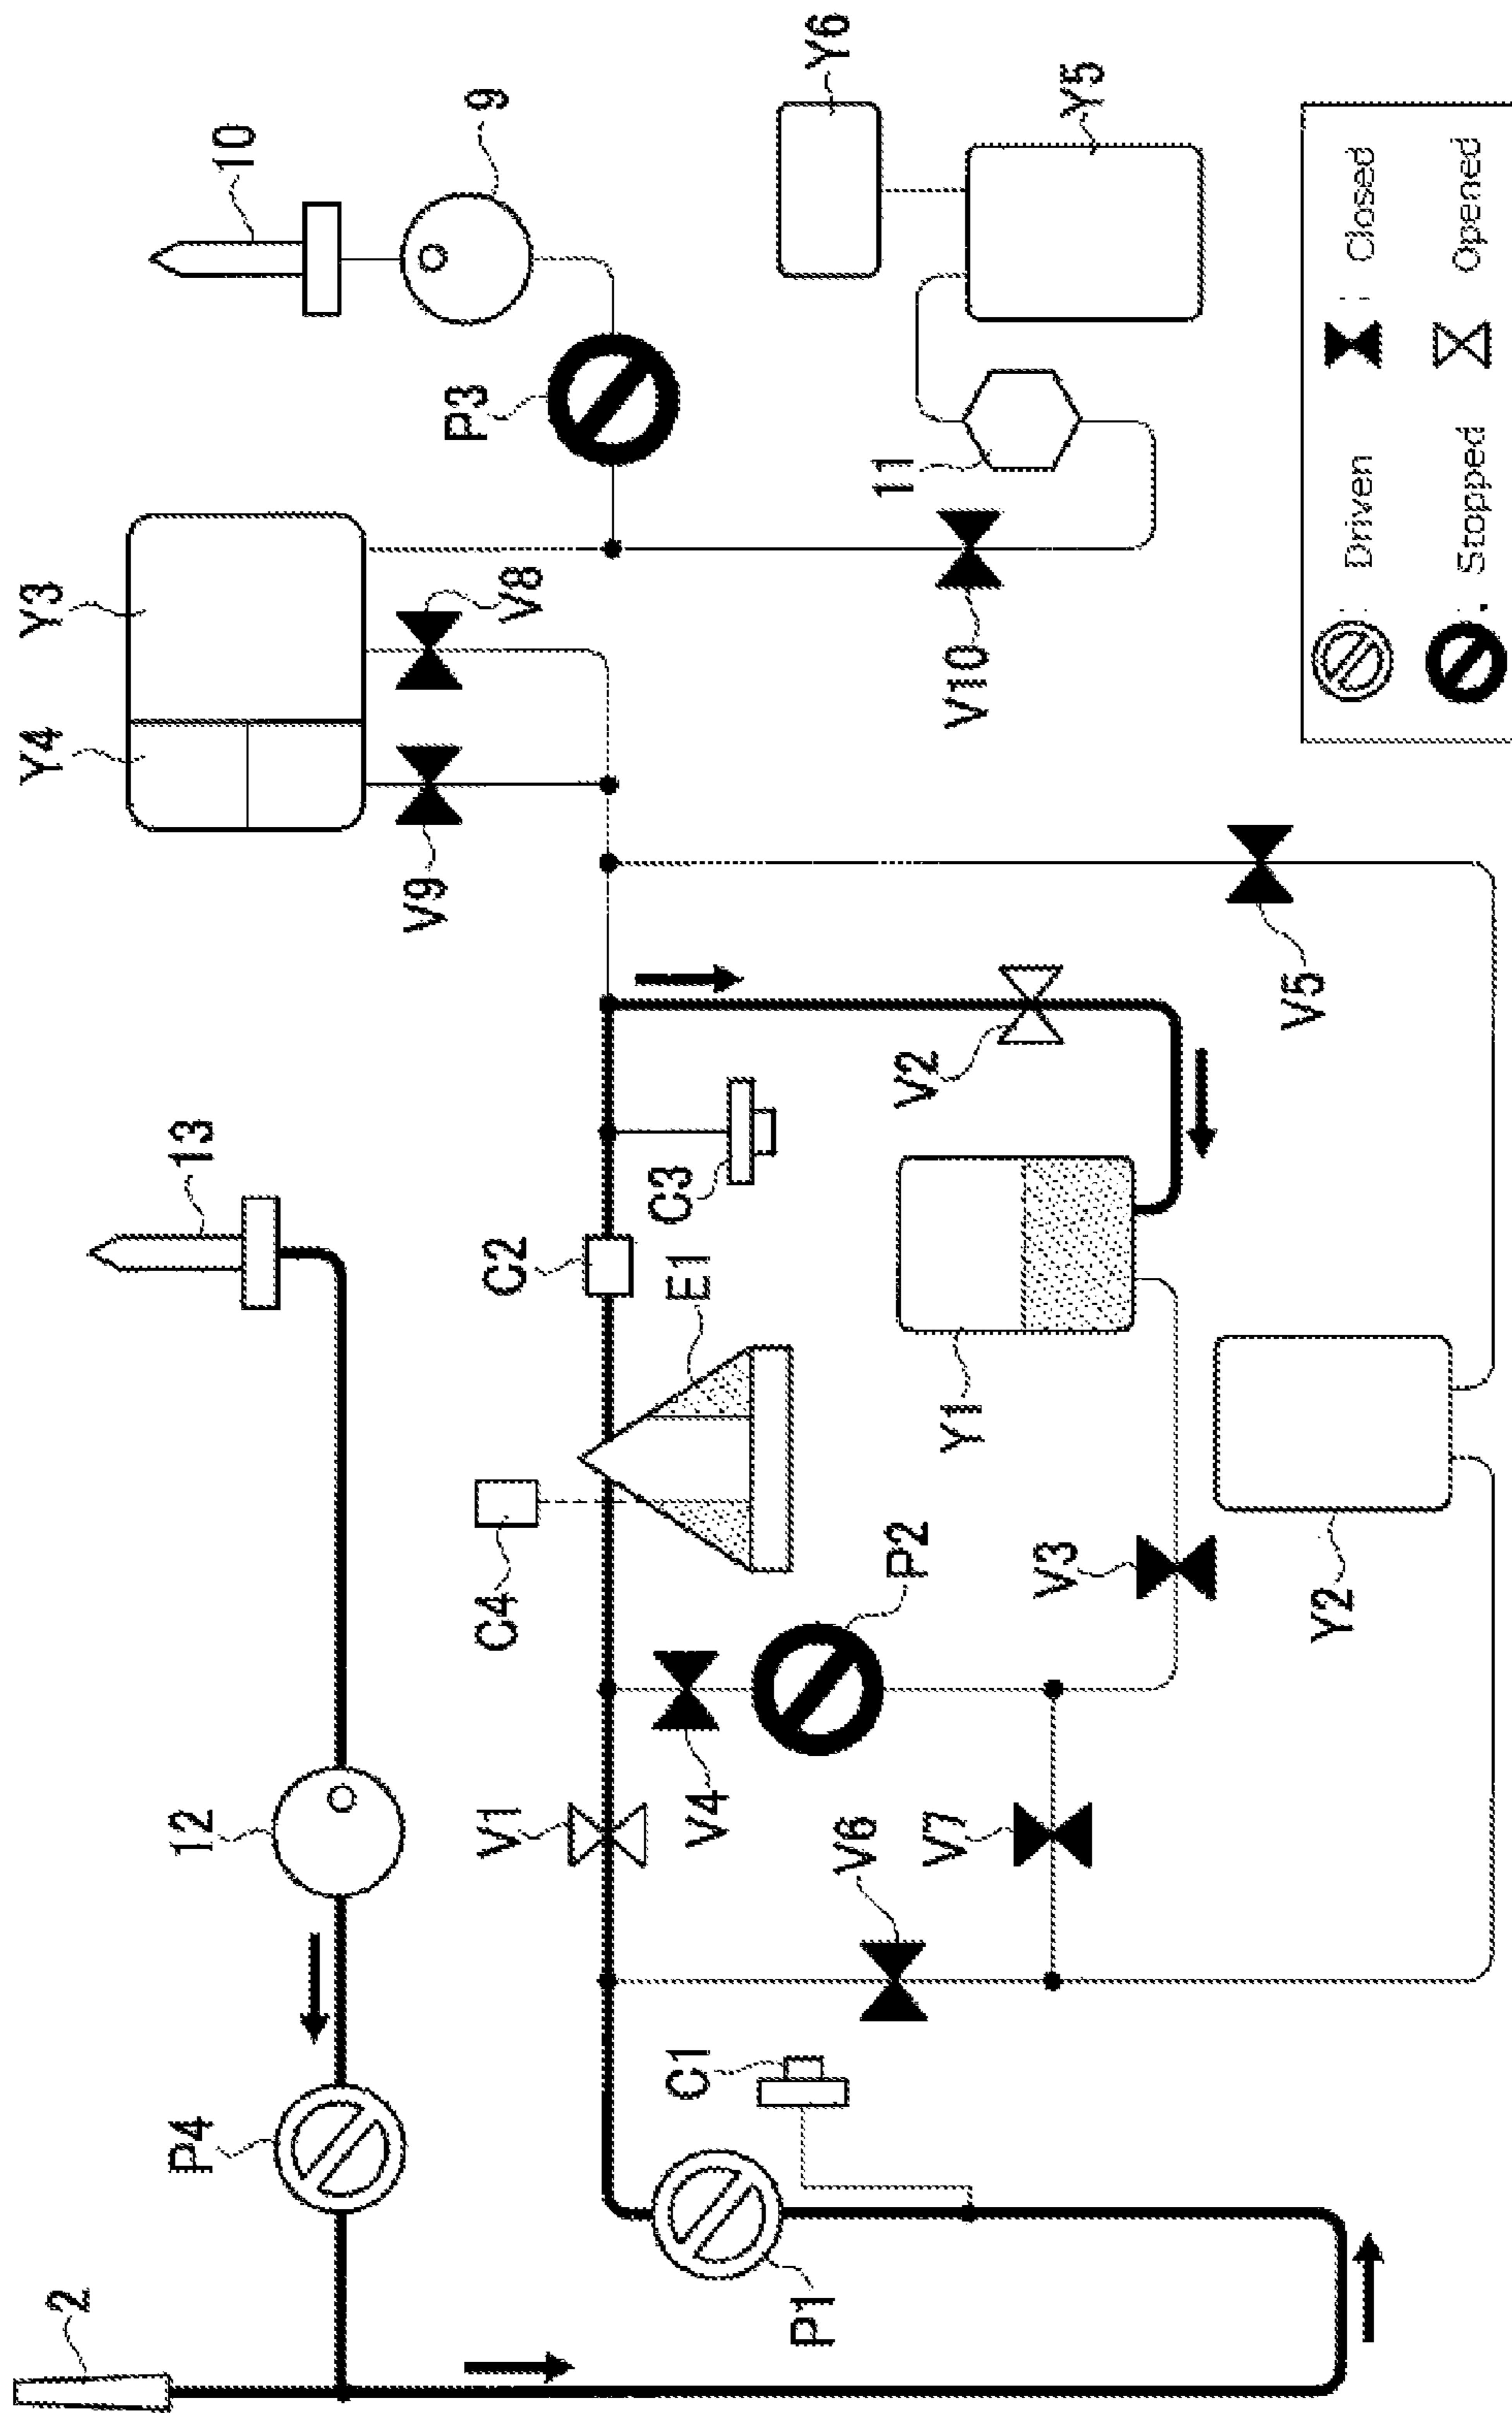 2
P4
12
13
P1
C1
V6
V7
V1
V4
P2
C4
E1
C2
C3
V3
Y1
Y2
V2
V5
V9
V8
Y4
Y3
V10
P3
10
9
11
Y6
Y5
: Driven
: Closed
: Stopped
: Opened